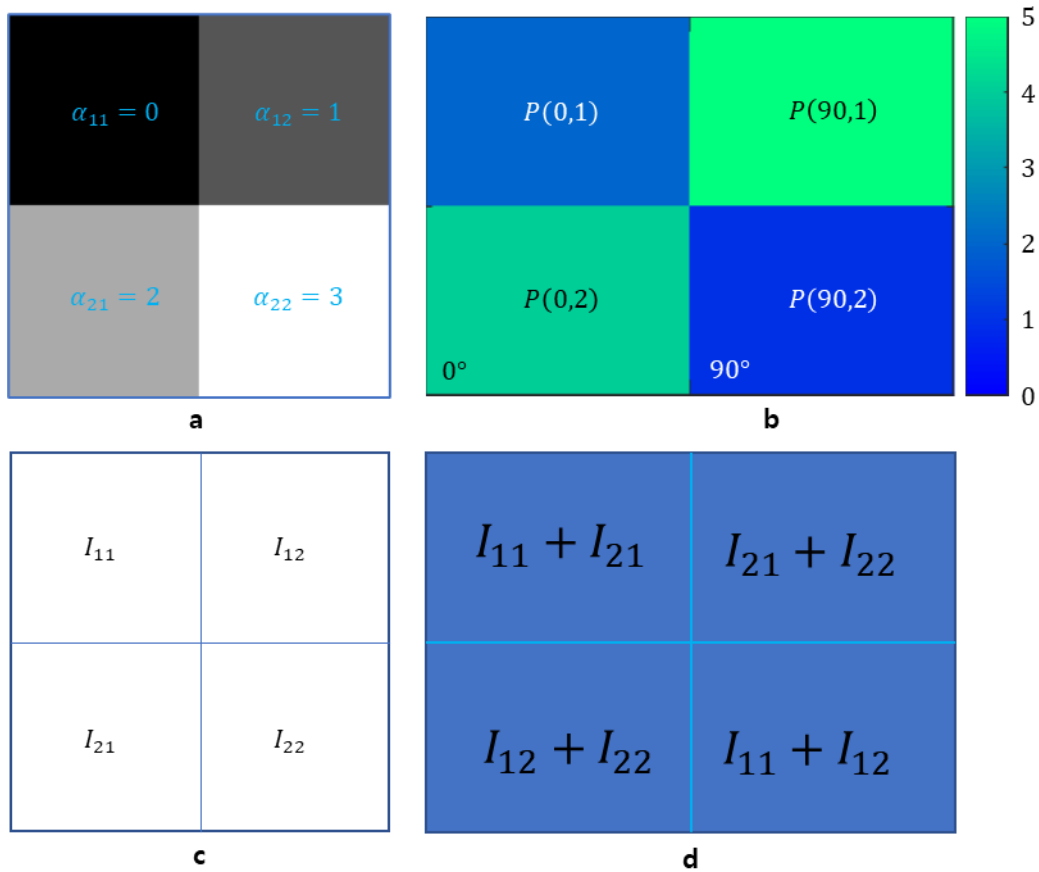 α₁₁ = 0
α₁₂ = 1
α₂₁ = 2
α₂₂ = 3
a
P(0,1)
P(90,1)
P(0,2)
P(90,2)
0°
90°
5
4
3
2
1
0
b
I₁₁
I₁₂
I₂₁
I₂₂
c
I₁₁ + I₂₁
I₂₁ + I₂₂
I₁₂ + I₂₂
I₁₁ + I₁₂
d